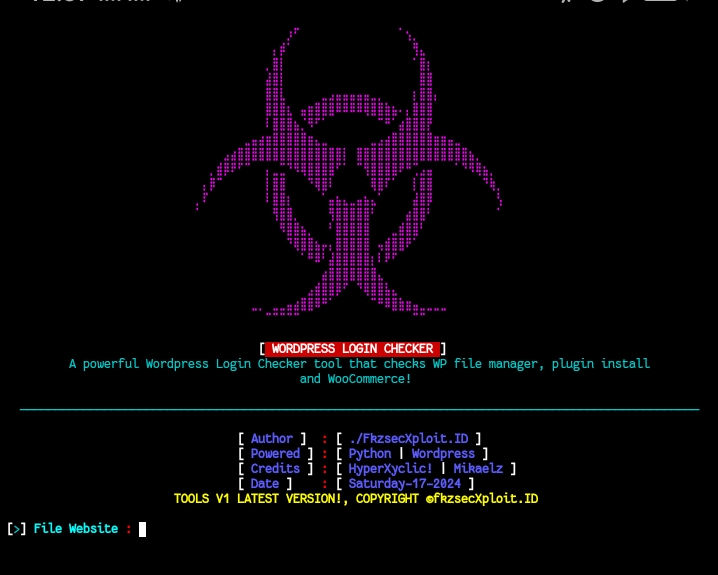 [ WORDPRESS LOGIN CHECKER ]
A powerful Wordpress Login Checker tool that checks WP file manager, plugin install
and WooCommerce!
[ Author ] : [ ./FkzsecXploit.ID ]
[ Powered ] : [ Python | Wordpress ]
[ Credits ] : [ HyperXyclic! | Mikaelz ]
[ Date ] : [ Saturday-17-2024 ]
TOOLS V1 LATEST VERSION!, COPYRIGHT ©fkzsecXploit.ID
[>] File Website :